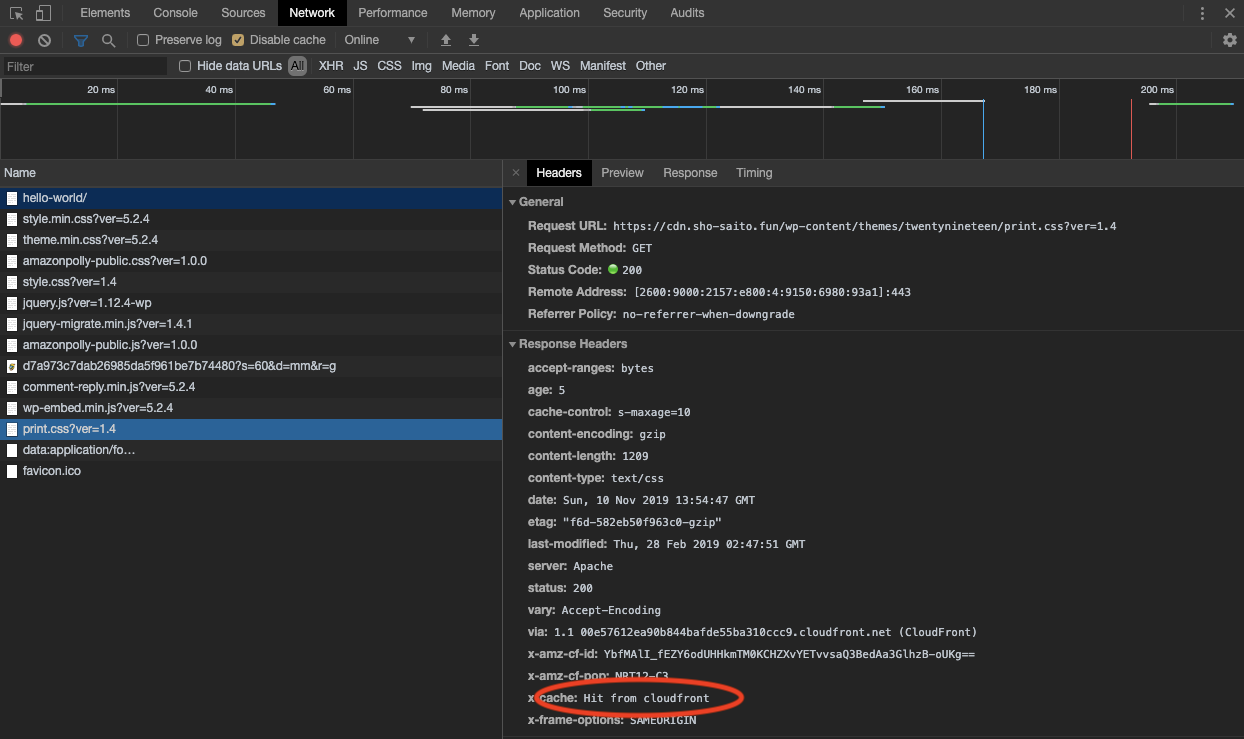 Elements Console Sources Network Performance Memory Application Security Audits
Preserve log Disable cache Online
Filter Hide data URLs All XHR JS CSS Img Media Font Doc WS Manifest Other
20 ms 40 ms 60 ms 80 ms 100 ms 120 ms 140 ms 160 ms 180 ms 200 ms
Name
hello-world/
style.min.css?ver=5.2.4
theme.min.css?ver=5.2.4
amazonpolly-public.css?ver=1.0.0
style.css?ver=1.4
jquery.js?ver=1.12.4-wp
jquery-migrate.min.js?ver=1.4.1
amazonpolly-public.js?ver=1.0.0
d7a973c7dab26985da5f961be7b74480?s=60&d=mm&r=g
comment-reply.min.js?ver=5.2.4
wp-embed.min.js?ver=5.2.4
print.css?ver=1.4
data:application/fo…
favicon.ico
× Headers Preview Response Timing
General
Request URL: https://cdn.sho-saito.fun/wp-content/themes/twentynineteen/print.css?ver=1.4
Request Method: GET
Status Code: 200
Remote Address: [2600:9000:2157:e800:4:9150:6980:93a1]:443
Referrer Policy: no-referrer-when-downgrade
Response Headers
accept-ranges: bytes
age: 5
cache-control: s-maxage=10
content-encoding: gzip
content-length: 1209
content-type: text/css
date: Sun, 10 Nov 2019 13:54:47 GMT
etag: "f6d-582eb50f963c0-gzip"
last-modified: Thu, 28 Feb 2019 02:47:51 GMT
server: Apache
status: 200
vary: Accept-Encoding
via: 1.1 00e57612ea90b844bafde55ba310ccc9.cloudfront.net (CloudFront)
x-amz-cf-id: YbfMAlI_fEZY6odUHHkmTM0KCHZXvYETvvsaQ3BedAa3GlhzB-oUKg==
x-amz-cf-pop: NRT12-C3
x-cache: Hit from cloudfront
x-frame-options: SAMEORIGIN